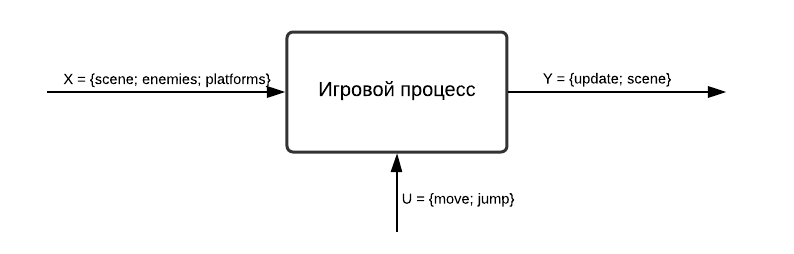 X = {scene; enemies; platforms}
Игровой процесс
Y = {update; scene}
U = {move; jump}